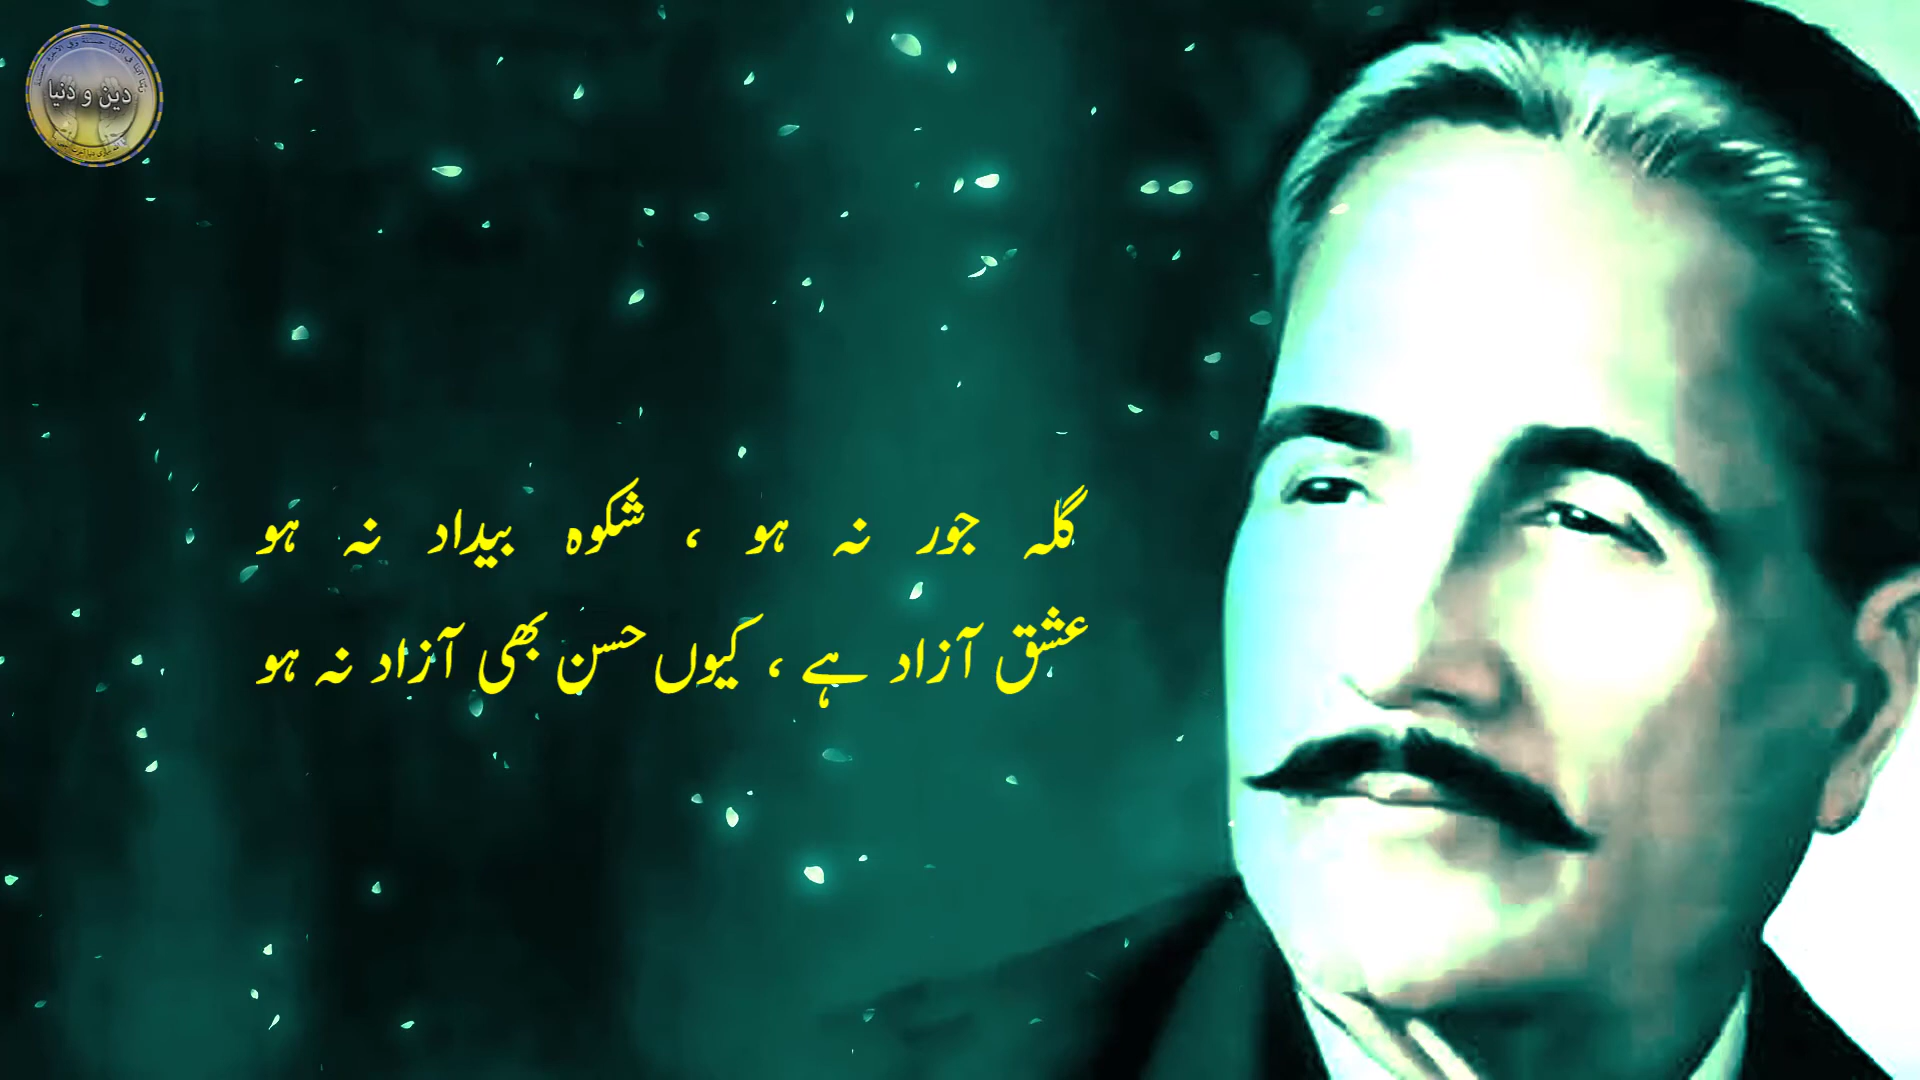 دین و دنیا
گلہ جور نہ ہو ، شکوہ بیداد نہ ہو
عشق آزاد ہے ، کیوں حسن بھی آزاد نہ ہو